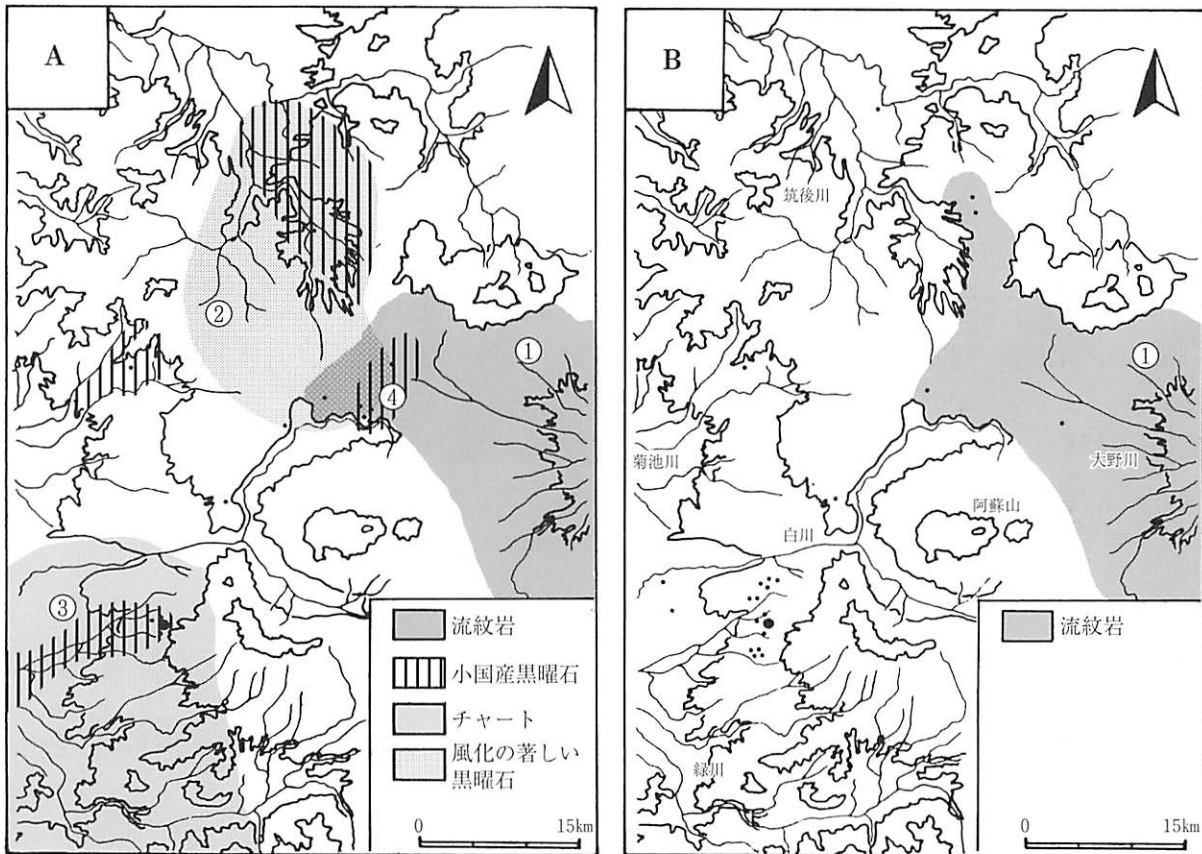 A
②
①
④
③
流紋岩
小国産黒曜石
チャート
風化の著しい
黒曜石
0 15km
B
筑後川
①
菊池川
大野川
阿蘇山
白川
緑川
流紋岩
0 15km